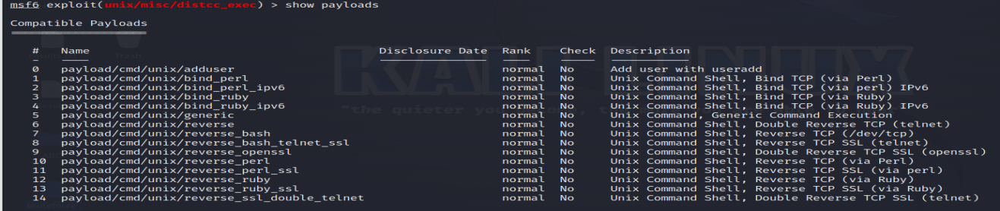 msf6 exploit(unix/misc/distcc_exec) > show payloads
Compatible Payloads
# Name Disclosure Date Rank Check Description
0 payload/cmd/unix/adduser normal No Add user with useradd
1 payload/cmd/unix/bind_perl normal No Unix Command Shell, Bind TCP (via Perl)
2 payload/cmd/unix/bind_perl_ipv6 normal No Unix Command Shell, Bind TCP (via perl) IPv6
3 payload/cmd/unix/bind_ruby normal No Unix Command Shell, Bind TCP (via Ruby)
4 payload/cmd/unix/bind_ruby_ipv6 normal No Unix Command Shell, Bind TCP (via Ruby) IPv6
5 payload/cmd/unix/generic normal No Unix Command, Generic Command Execution
6 payload/cmd/unix/reverse normal No Unix Command Shell, Double Reverse TCP (telnet)
7 payload/cmd/unix/reverse_bash normal No Unix Command Shell, Reverse TCP (/dev/tcp)
8 payload/cmd/unix/reverse_bash_telnet_ssl normal No Unix Command Shell, Reverse TCP SSL (telnet)
9 payload/cmd/unix/reverse_openssl normal No Unix Command Shell, Double Reverse TCP SSL (openssl)
10 payload/cmd/unix/reverse_perl normal No Unix Command Shell, Reverse TCP (via Perl)
11 payload/cmd/unix/reverse_perl_ssl normal No Unix Command Shell, Reverse TCP SSL (via perl)
12 payload/cmd/unix/reverse_ruby normal No Unix Command Shell, Reverse TCP (via Ruby)
13 payload/cmd/unix/reverse_ruby_ssl normal No Unix Command Shell, Reverse TCP SSL (via Ruby)
14 payload/cmd/unix/reverse_ssl_double_telnet normal No Unix Command Shell, Double Reverse TCP SSL (telnet)
"the quieter you